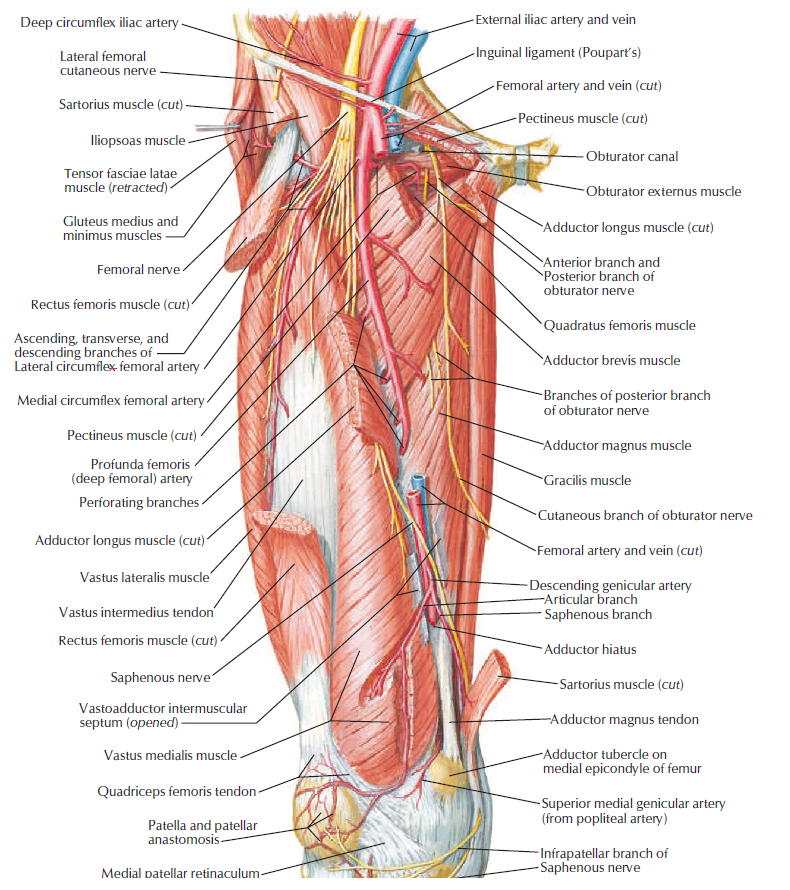 Deep circumflex iliac artery
Lateral femoral
cutaneous nerve
Sartorius muscle (cut)
Iliopsoas muscle
Tensor fasciae latae
muscle (retracted)
Gluteus medius and
minimus muscles
Femoral nerve
Rectus femoris muscle (cut)
Ascending, transverse, and
descending branches of
Lateral circumflex femoral artery
Medial circumflex femoral artery
Pectineus muscle (cut)
Profunda femoris
(deep femoral) artery
Perforating branches
Adductor longus muscle (cut)
Vastus lateralis muscle
Vastus intermedius tendon
Rectus femoris muscle (cut)
Saphenous nerve
Vastoadductor intermuscular
septum (opened)
Vastus medialis muscle
Quadriceps femoris tendon
Patella and patellar
anastomosis
Medial patellar retinaculum
External iliac artery and vein
Inguinal ligament (Poupart's)
Femoral artery and vein (cut)
Pectineus muscle (cut)
Obturator canal
Obturator externus muscle
Adductor longus muscle (cut)
Anterior branch and
Posterior branch of
obturator nerve
Quadratus femoris muscle
Adductor brevis muscle
Branches of posterior branch
of obturator nerve
Adductor magnus muscle
Gracilis muscle
Cutaneous branch of obturator nerve
Femoral artery and vein (cut)
Descending genicular artery
Articular branch
Saphenous branch
Adductor hiatus
Sartorius muscle (cut)
Adductor magnus tendon
Adductor tubercle on
medial epicondyle of femur
Superior medial genicular artery
(from popliteal artery)
Infrapatellar branch of
Saphenous nerve